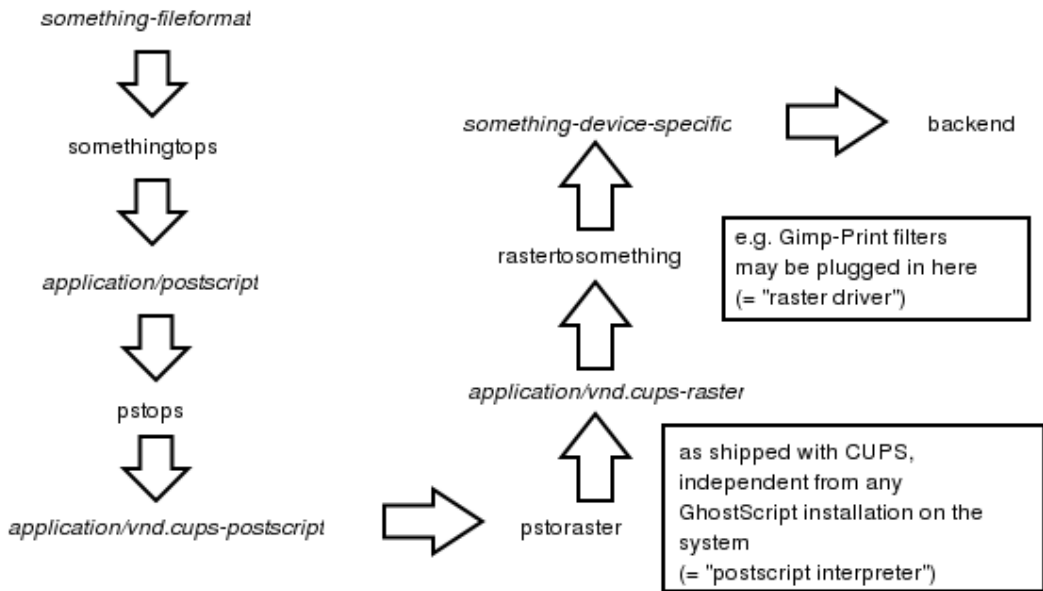 something-fileformat
somethingtops
application/postscript
pstops
application/vnd.cups-postscript
pstoraster
as shipped with CUPS,
independent from any
GhostScript installation on the
system
(= "postscript interpreter")
application/vnd.cups-raster
rastertosomething
e.g. Gimp-Print filters
may be plugged in here
(= "raster driver")
something-device-specific
backend